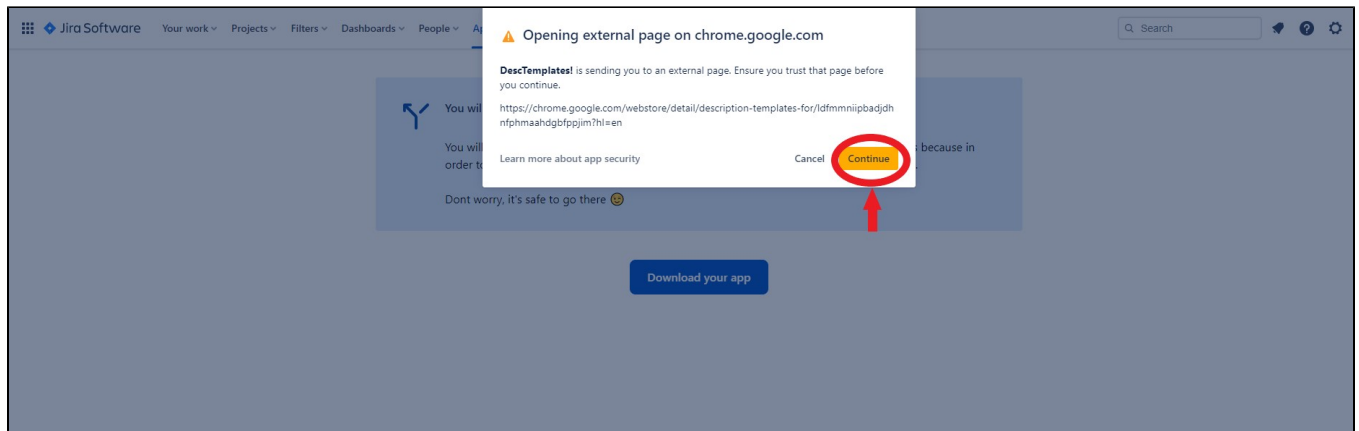 Jira Software Your work Projects Filters Dashboards People Search
Opening external page on chrome.google.com
DescTemplates! is sending you to an external page. Ensure you trust that page before
you continue.
https://chrome.google.com/webstore/detail/description-templates-for/ldfmmniipbadjdh
nfphmaahdgbfppjim?hl=en
Learn more about app security Cancel Continue
You will
because in
order to
Dont worry, it's safe to go there
Download your app